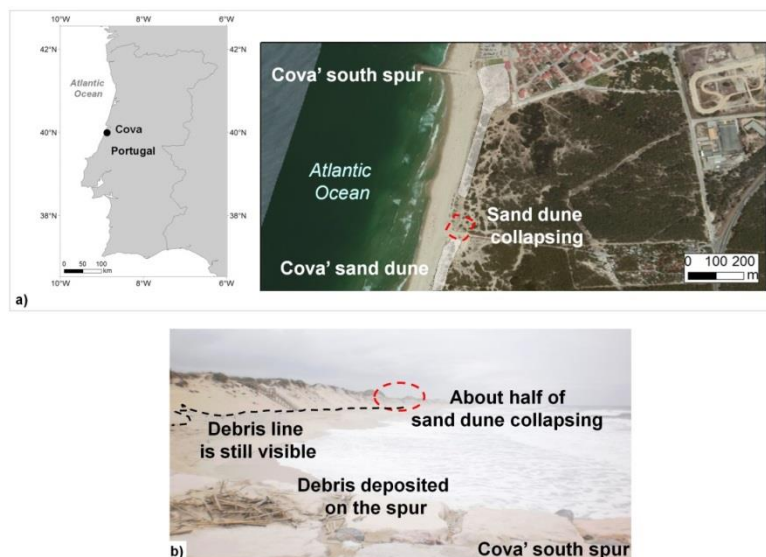 10°W
8°W
6°W
42°N
42°N
Atlantic
Ocean
40°N
Cova
40°N
Portugal
38°N
38°N
0 50 100
km
10°W
8°W
6°W
a)
Cova' south spur
Atlantic
Ocean
Sand dune
collapsing
Cova' sand dune
0 100 200
m
About half of
sand dune collapsing
Debris line
is still visible
Debris deposited
on the spur
b)
Cova' south spur